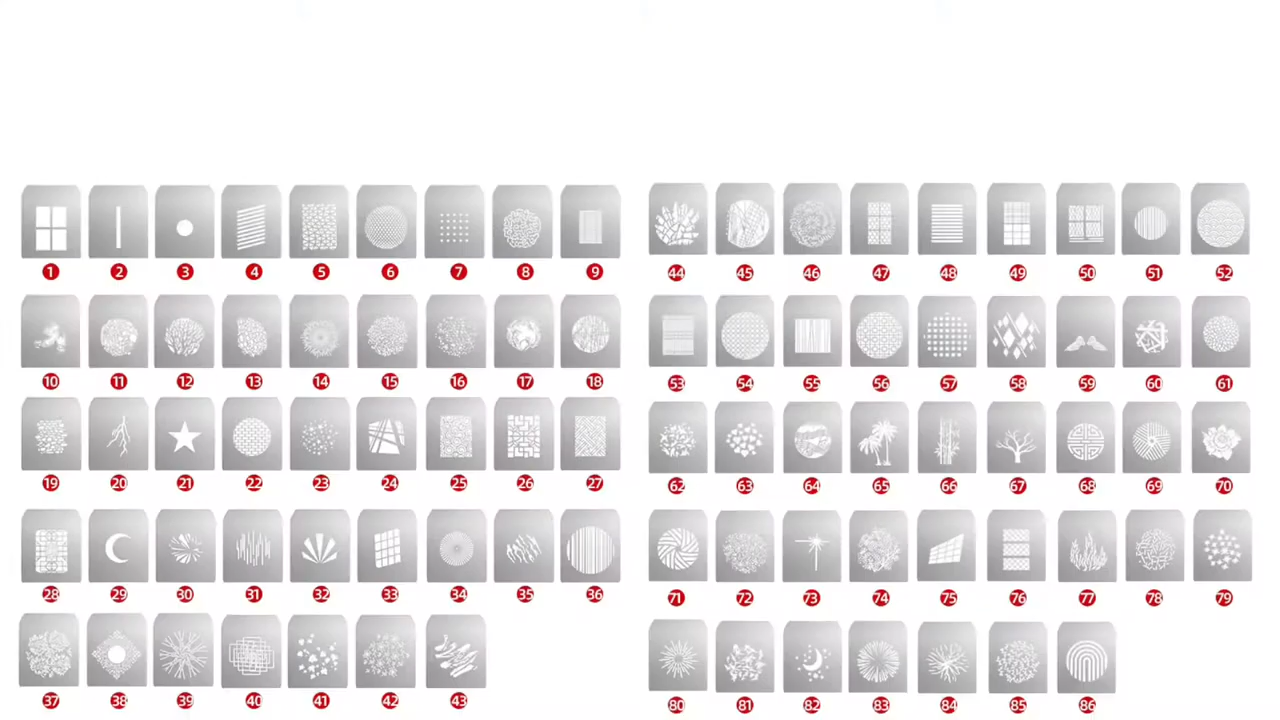 1 2 3 4 5 6 7 8 9
44 45 46 47 48 49 50 51 52
10 11 12 13 14 15 16 17 18
53 54 55 56 57 58 59 60 61
19 20 21 22 23 24 25 26 27
62 63 64 65 66 67 68 69 70
28 29 30 31 32 33 34 35 36
71 72 73 74 75 76 77 78 79
37 38 39 40 41 42 43
80 81 82 83 84 85 86